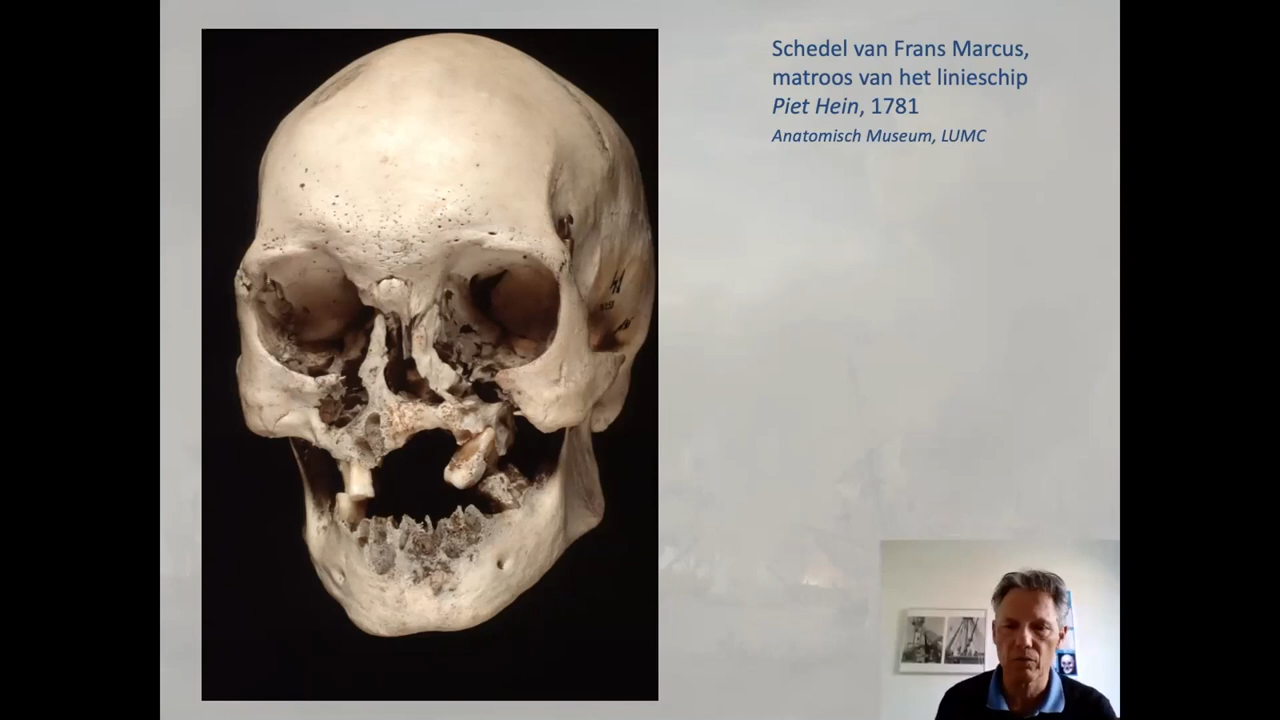 Schedel van Frans Marcus,
matroos van het linieschip
Piet Hein, 1781
Anatomisch Museum, LUMC